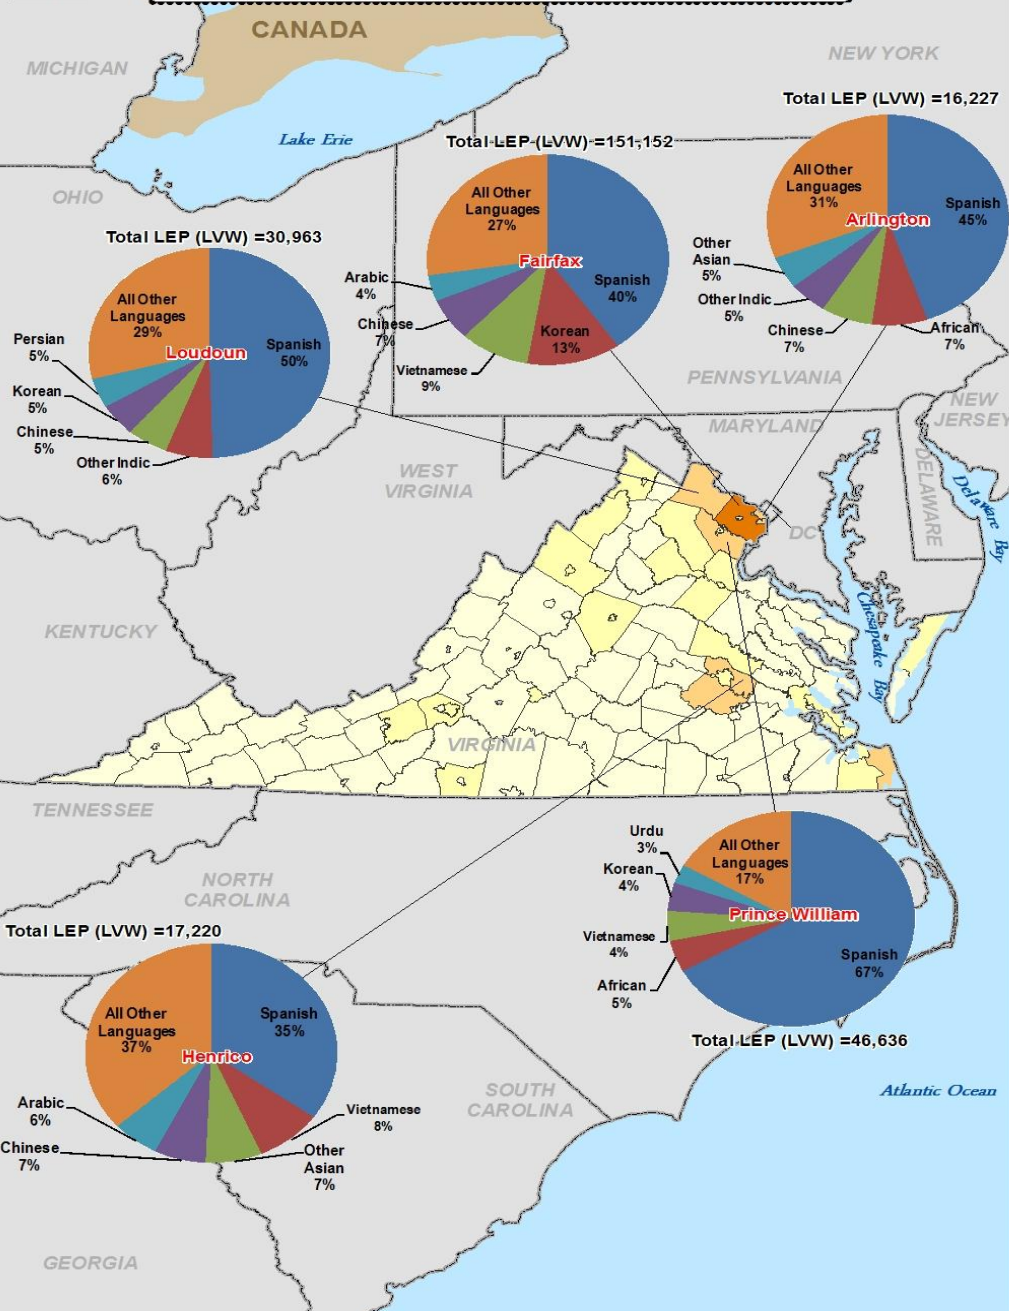 CANADA
MICHIGAN
NEW YORK
Lake Erie
OHIO
Total LEP (LVW) =16,227
All Other
Languages
31%
Spanish
45%
Arlington
Other
Asian
5%
Other Indic
5%
Chinese
7%
African
7%
Total LEP (LVW) =151,152
All Other
Languages
27%
Fairfax
Spanish
40%
Arabic
4%
Chinese
7%
Korean
13%
Vietnamese
9%
Total LEP (LVW) =30,963
All Other
Languages
29%
Loudoun
Spanish
50%
Persian
5%
Korean
5%
Chinese
5%
Other Indic
6%
PENNSYLVANIA
NEW
JERSEY
MARYLAND
DELAWARE
Delaware Bay
WEST
VIRGINIA
DC
Chesapeake Bay
KENTUCKY
VIRGINIA
TENNESSEE
NORTH
CAROLINA
Urdu
3%
All Other
Languages
17%
Korean
4%
Prince William
Vietnamese
4%
Spanish
67%
African
5%
Total LEP (LVW) =46,636
Total LEP (LVW) =17,220
All Other
Languages
37%
Spanish
35%
Henrico
Arabic
6%
Chinese
7%
Vietnamese
8%
Other
Asian
7%
SOUTH
CAROLINA
Atlantic Ocean
GEORGIA